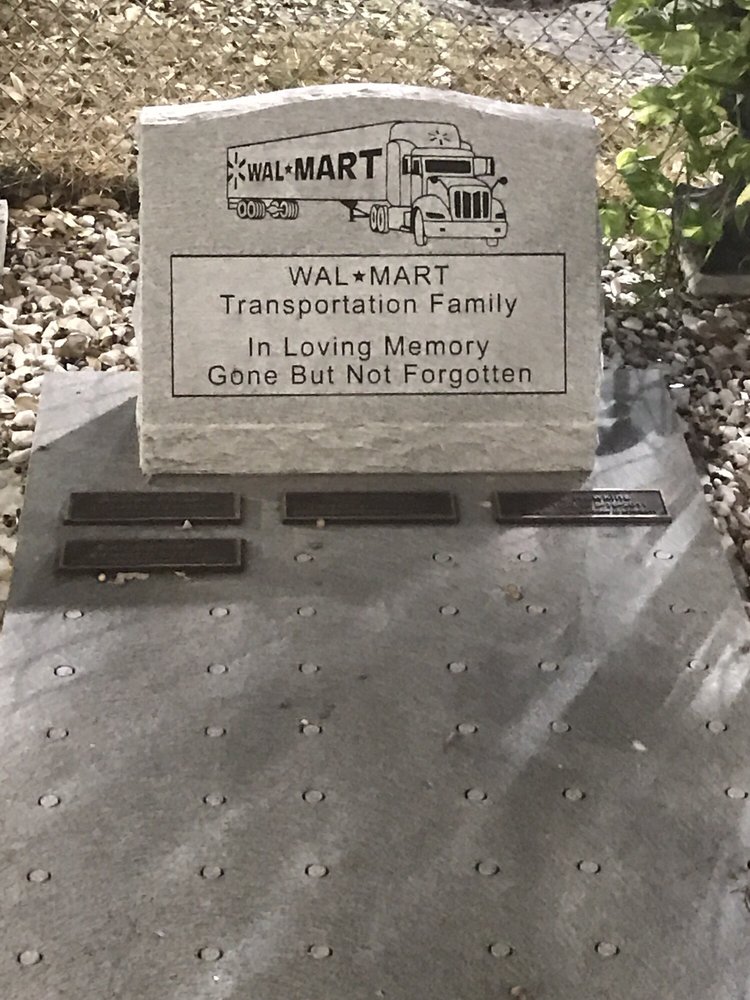 WAL★MART
WAL★MART
Transportation Family
In Loving Memory
Gone But Not Forgotten